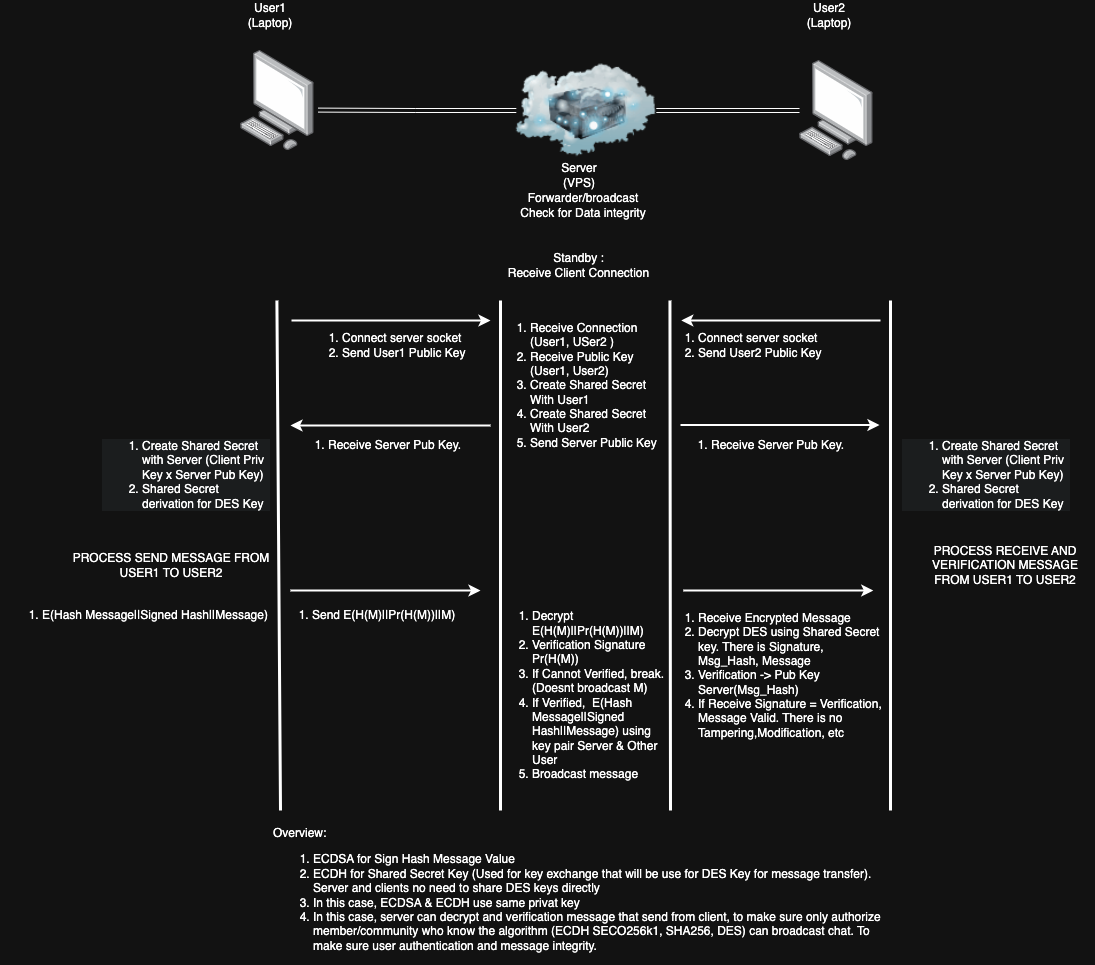 User1
(Laptop)
User2
(Laptop)
Server
(VPS)
Forwarder/broadcast
Check for Data integrity
Standby :
Receive Client Connection
1. Connect server socket
2. Send User1 Public Key
1. Receive Connection
(User1, USer2 )
2. Receive Public Key
(User1, User2)
3. Create Shared Secret
With User1
4. Create Shared Secret
With User2
5. Send Server Public Key
1. Connect server socket
2. Send User2 Public Key
1. Receive Server Pub Key.
1. Receive Server Pub Key.
1. Create Shared Secret
with Server (Client Priv
Key x Server Pub Key)
2. Shared Secret
derivation for DES Key
1. Create Shared Secret
with Server (Client Priv
Key x Server Pub Key)
2. Shared Secret
derivation for DES Key
PROCESS SEND MESSAGE FROM
USER1 TO USER2
PROCESS RECEIVE AND
VERIFICATION MESSAGE
FROM USER1 TO USER2
1. E(Hash Message||Signed Hash||Message)
1. Send E(H(M)||Pr(H(M))||M)
1. Decrypt
E(H(M)||Pr(H(M))||M)
2. Verification Signature
Pr(H(M))
3. If Cannot Verified, break.
(Doesnt broadcast M)
4. If Verified, E(Hash
Message||Signed
Hash||Message) using
key pair Server & Other
User
5. Broadcast message
1. Receive Encrypted Message
2. Decrypt DES using Shared Secret
key. There is Signature,
Msg_Hash, Message
3. Verification -> Pub Key
Server(Msg_Hash)
4. If Receive Signature = Verification,
Message Valid. There is no
Tampering,Modification, etc
Overview:
1. ECDSA for Sign Hash Message Value
2. ECDH for Shared Secret Key (Used for key exchange that will be use for DES Key for message transfer).
Server and clients no need to share DES keys directly
3. In this case, ECDSA & ECDH use same privat key
4. In this case, server can decrypt and verification message that send from client, to make sure only authorize
member/community who know the algorithm (ECDH SECO256k1, SHA256, DES) can broadcast chat. To
make sure user authentication and message integrity.